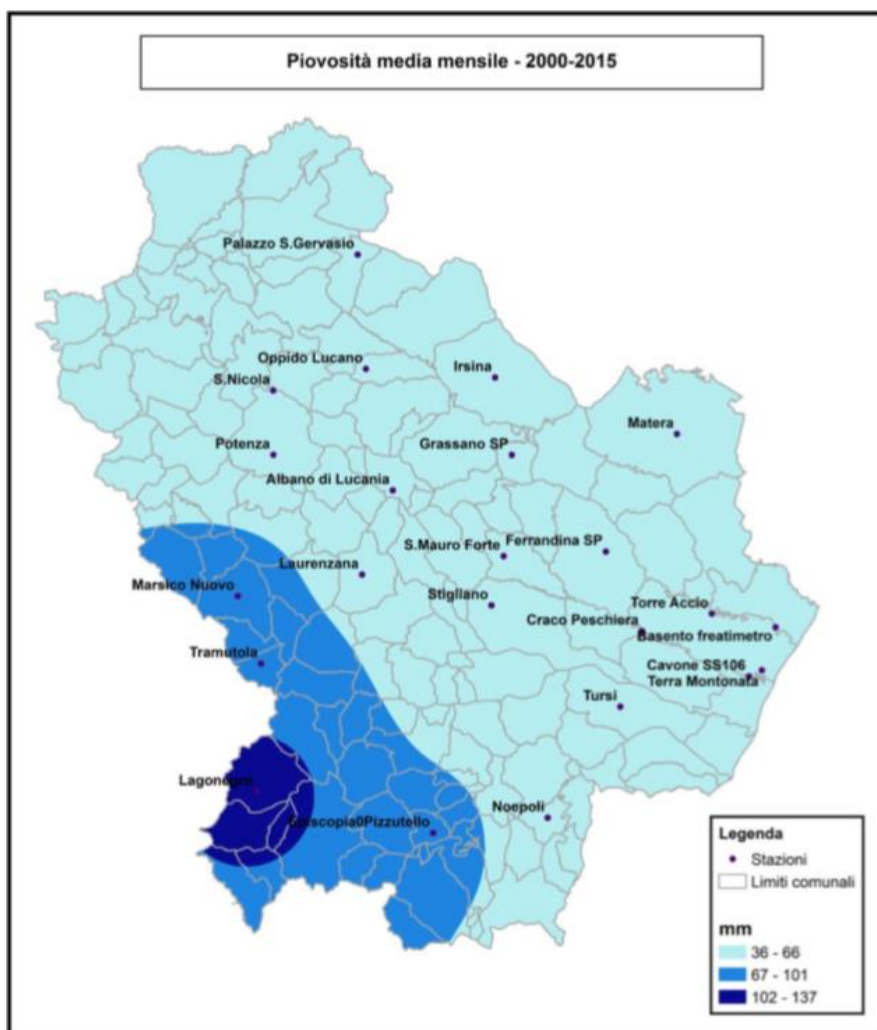 Piovosità media mensile - 2000-2015
Palazzo S.Gervasio
Oppido Lucano
Irsina
S.Nicola
Matera
Potenza
Grassano SP
Albano di Lucania
S.Mauro Forte
Ferrandina SP
Laurenzana
Marsico Nuovo
Stigliano
Torre Accio
Craco Peschiera
Basento freatimetro
Tramutola
Cavone SS106
Terra Montonata
Tursi
Lagonegro
Noepoli
Episcopia0Pizzutello
Legenda
Stazioni
Limiti comunali
mm
36 - 66
67 - 101
102 - 137